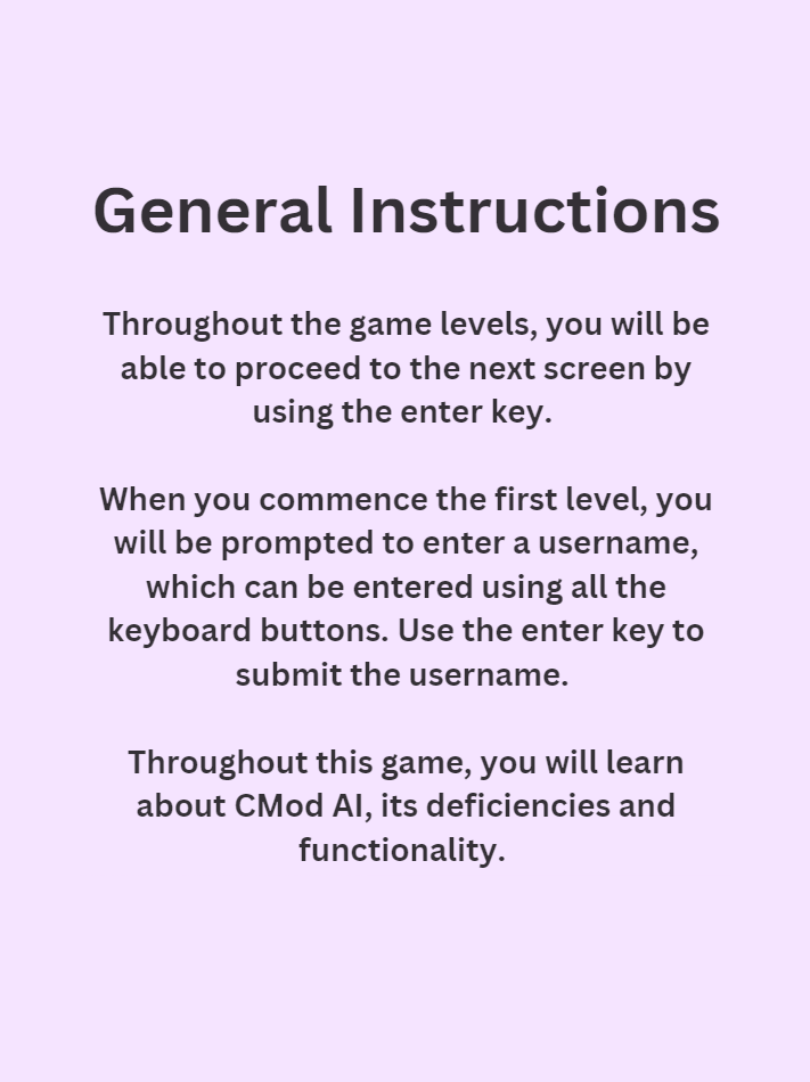 General Instructions
Throughout the game levels, you will be
able to proceed to the next screen by
using the enter key.
When you commence the first level, you
will be prompted to enter a username,
which can be entered using all the
keyboard buttons. Use the enter key to
submit the username.
Throughout this game, you will learn
about CMod AI, its deficiencies and
functionality.